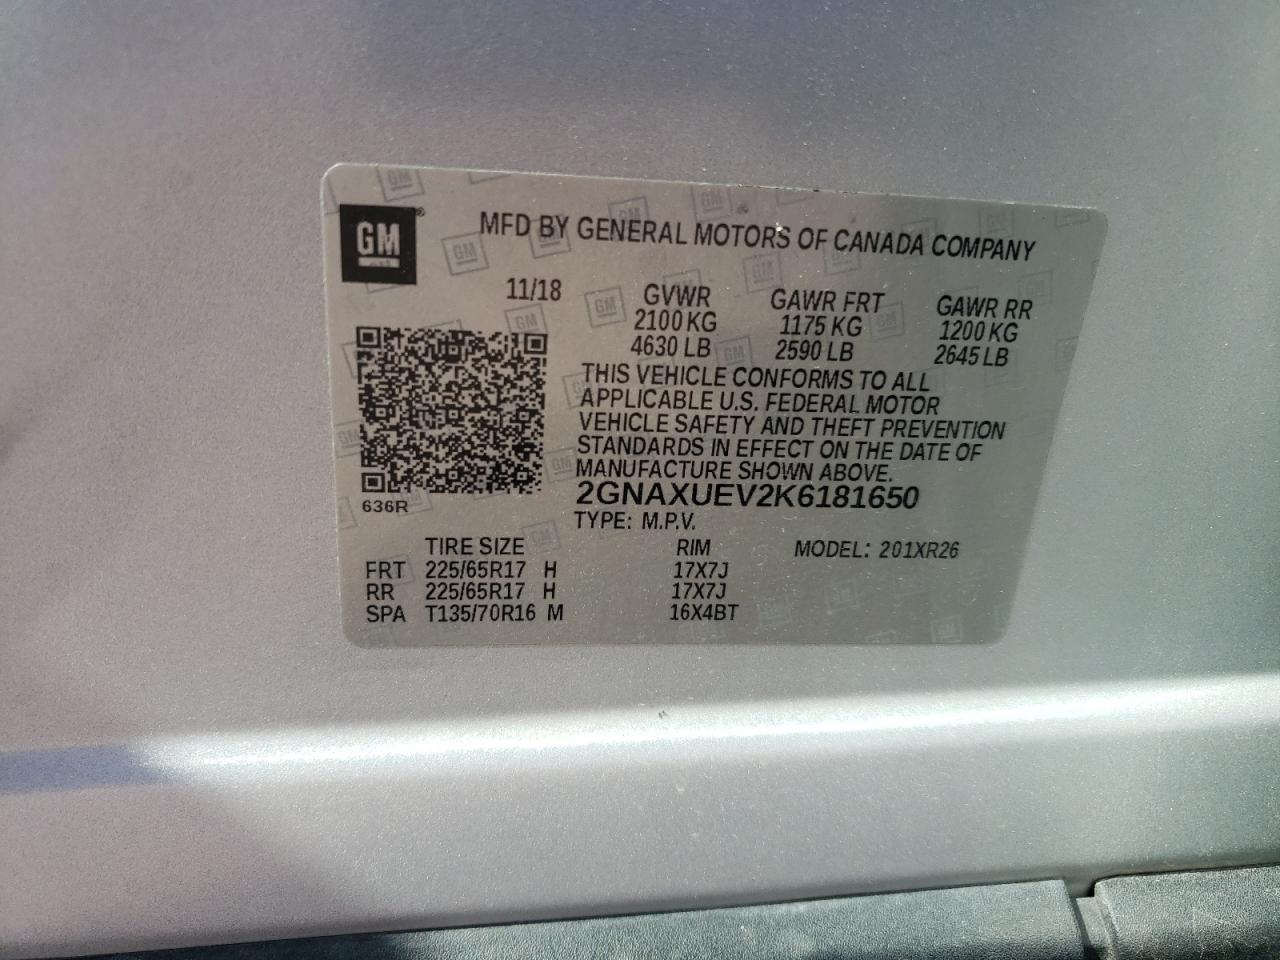 GM
MFD BY GENERAL MOTORS OF CANADA COMPANY
11/18 GVWR GAWR FRT GAWR RR
2100 KG 1175 KG 1200 KG
4630 LB 2590 LB 2645 LB
THIS VEHICLE CONFORMS TO ALL
APPLICABLE U.S. FEDERAL MOTOR
VEHICLE SAFETY AND THEFT PREVENTION
STANDARDS IN EFFECT ON THE DATE OF
MANUFACTURE SHOWN ABOVE.
2GNAXUEV2K6181650
636R
TYPE: M.P.V.
TIRE SIZE RIM MODEL: 201XR26
FRT 225/65R17 H 17X7J
RR 225/65R17 H 17X7J
SPA T135/70R16 M 16X4BT